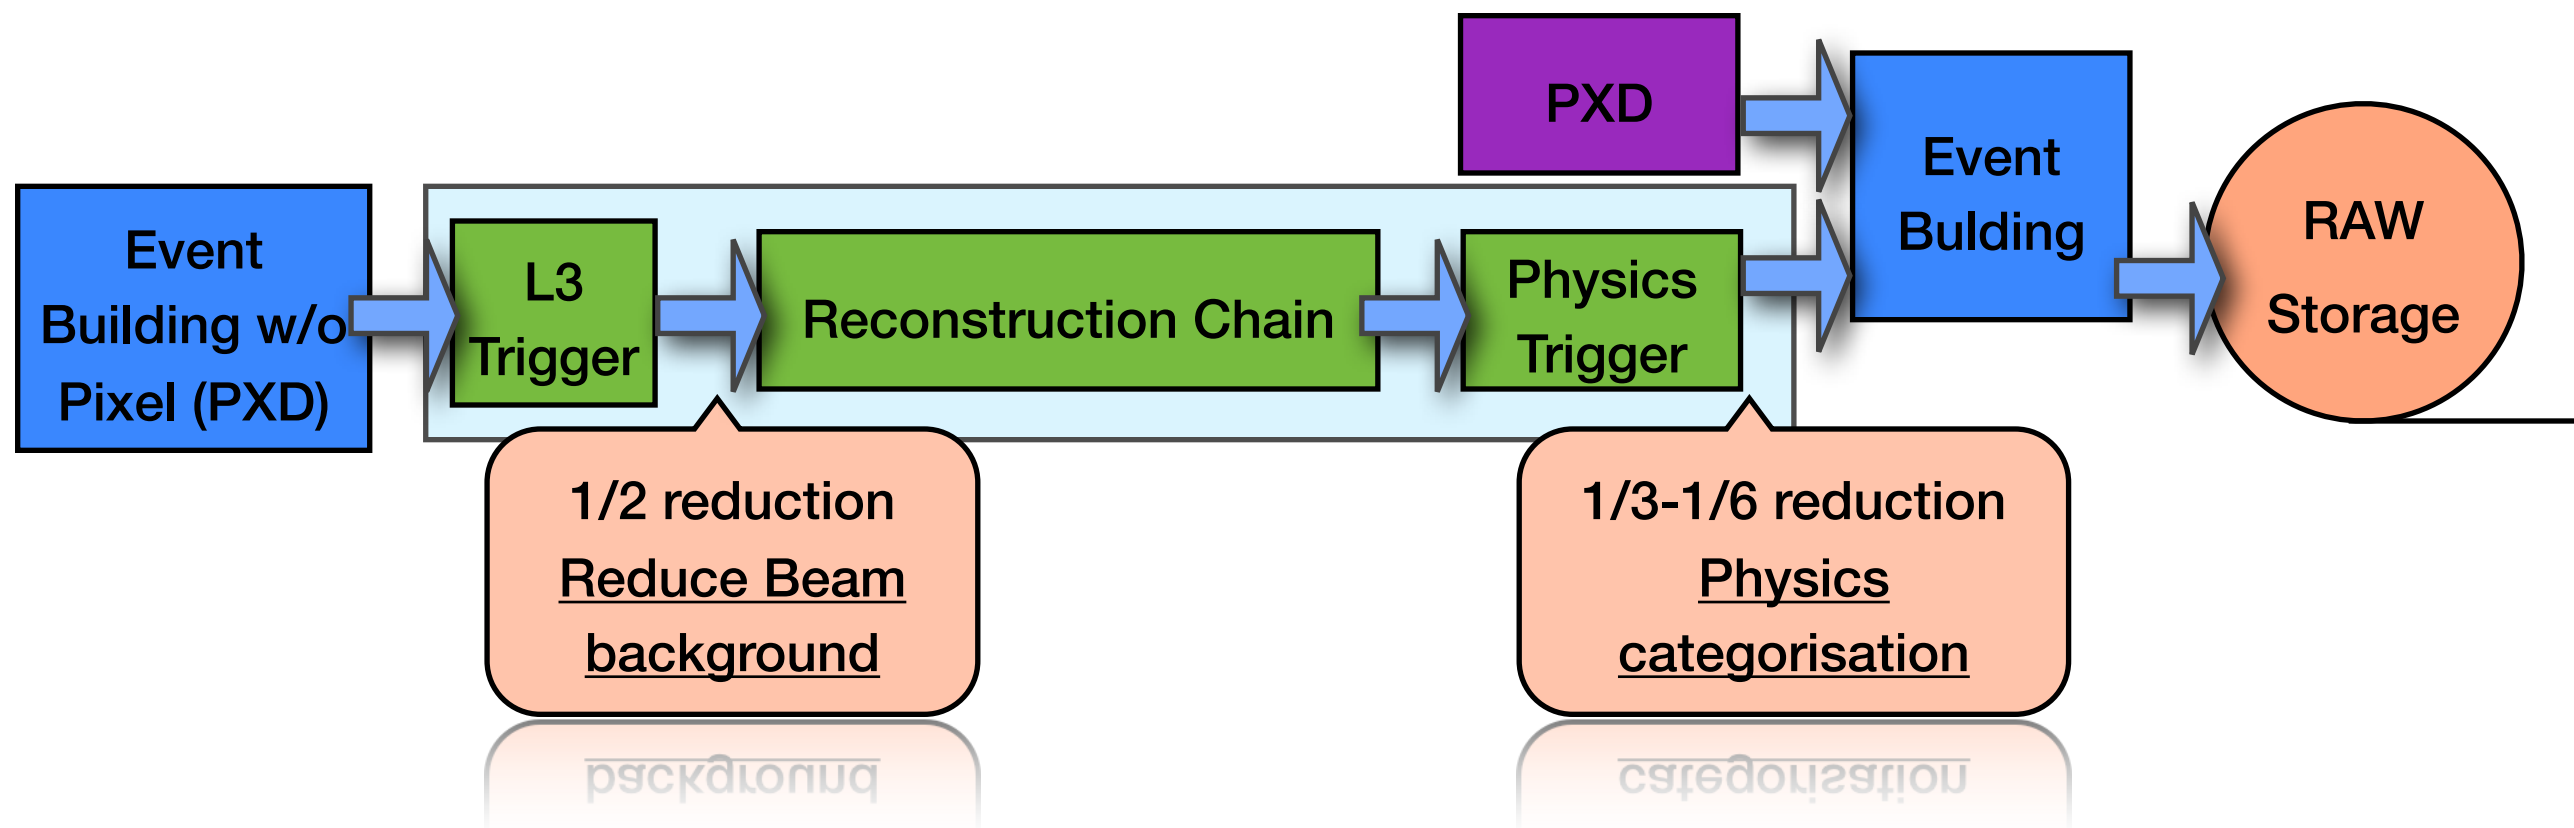 Event
Building w/o
Pixel (PXD)
L3
Trigger
Reconstruction Chain
Physics
Trigger
PXD
Event
Bulding
RAW
Storage
1/2 reduction
Reduce Beam
background
1/3-1/6 reduction
Physics
categorisation